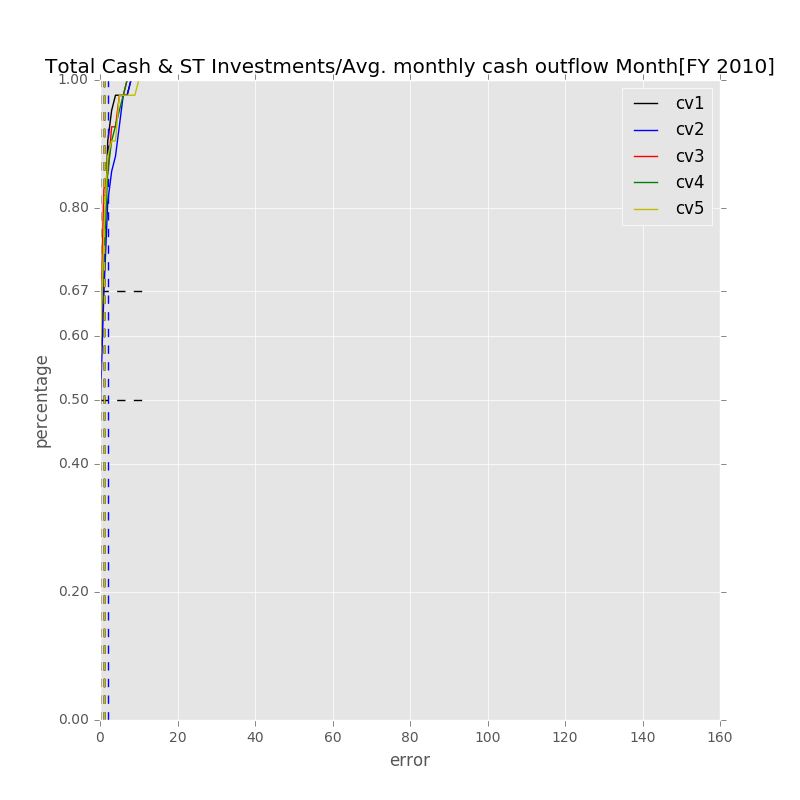 Total Cash & ST Investments/Avg. monthly cash outflow Month[FY 2010]
1.00
0.80
0.67
0.60
0.50
0.40
0.20
0.00
percentage
cv1
cv2
cv3
cv4
cv5
0 20 40 60 80 100 120 140 160
error